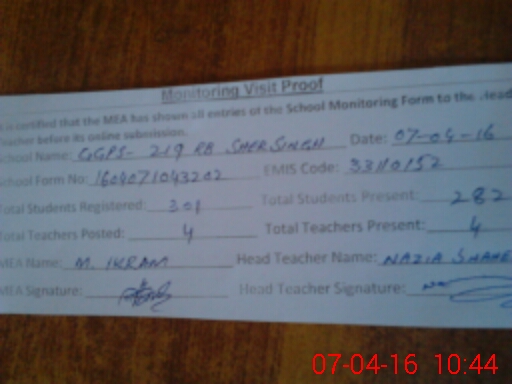 Monitoring Visit Proof
It is certified that the MEA has shown all entries of the School Monitoring Form to the Head
Teacher before its online submission.
School Name: GGPS- 219 RB SHER SINGH Date: 07-04-16
School Form No: 1604071043202 EMIS Code: 33110152
Total Students Registered: 301 Total Students Present: 282
Total Teachers Posted: 4 Total Teachers Present: 4
MEA Name: M. IKRAM Head Teacher Name: NAZIA
MEA Signature: Head Teacher Signature:
07-04-16 10:44